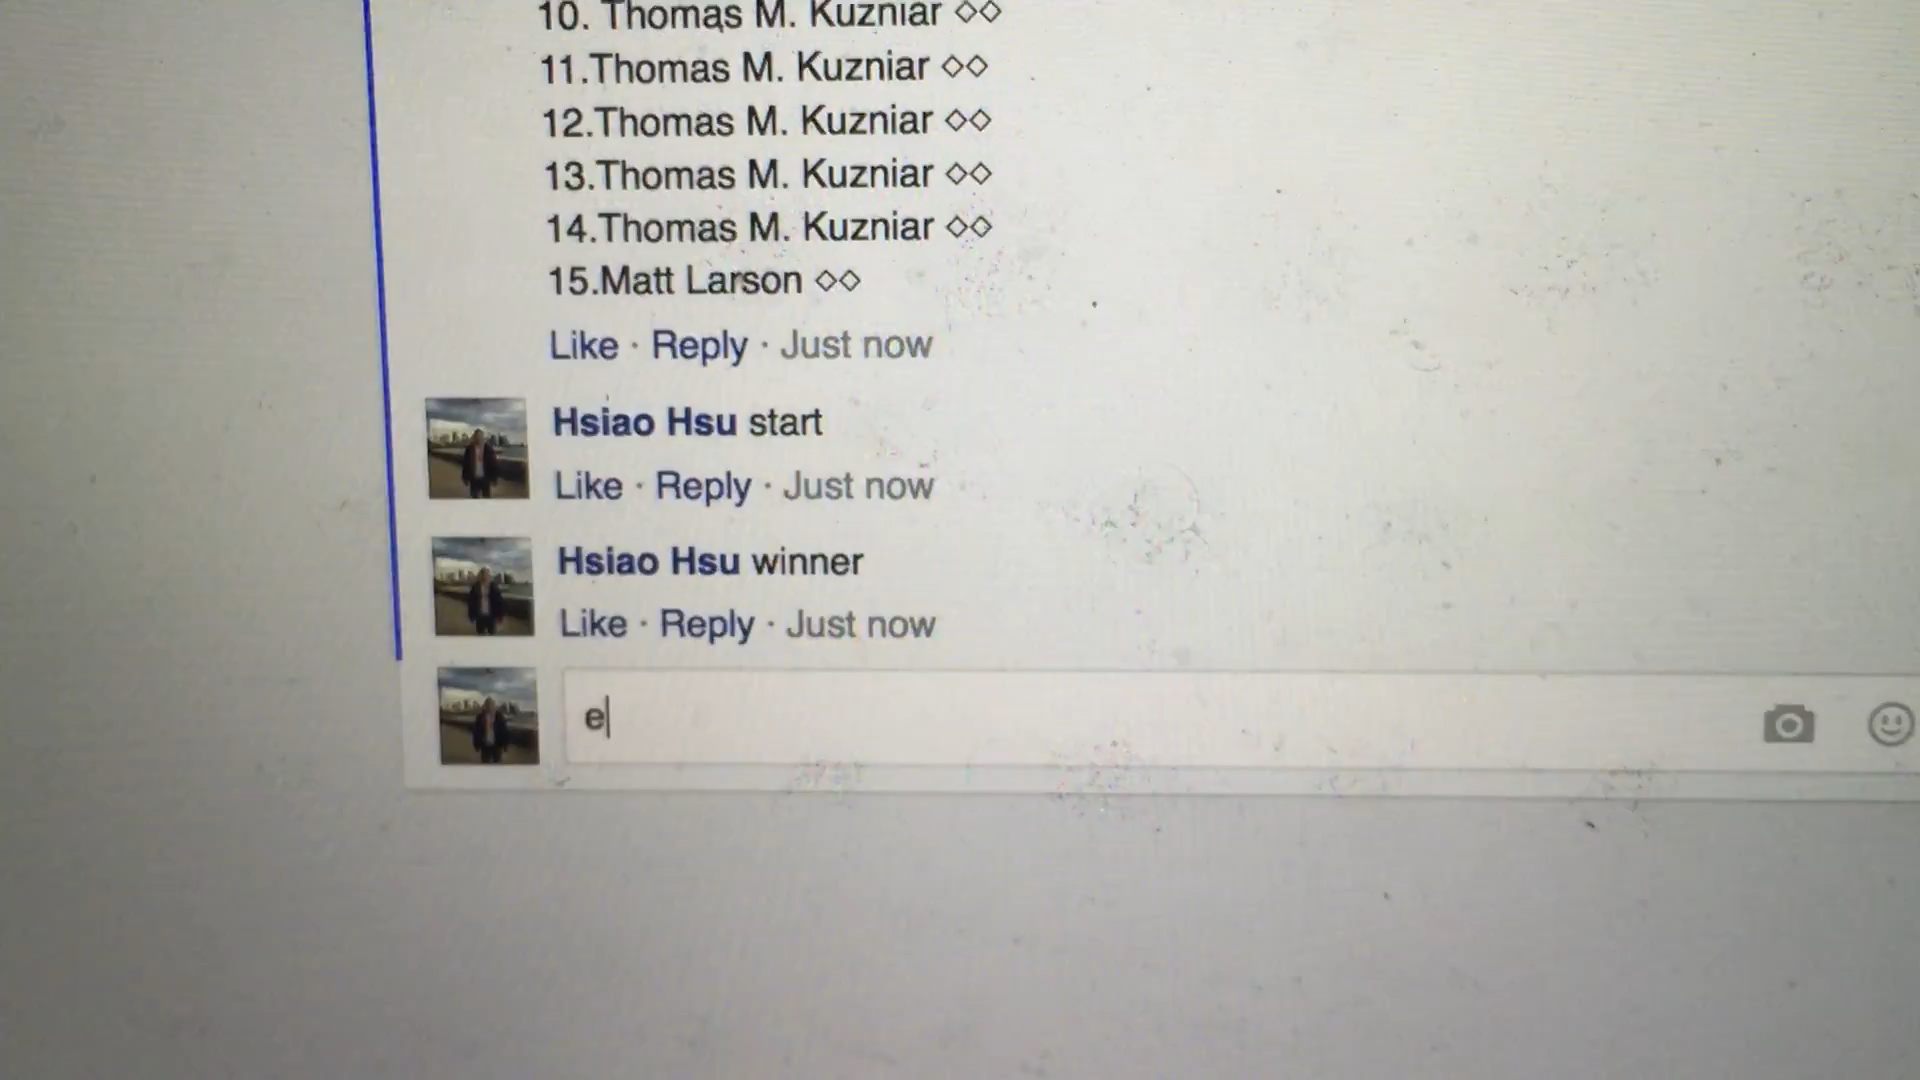 10. Thomas M. Kuzniar ◇◇
11.Thomas M. Kuzniar ◇◇
12.Thomas M. Kuzniar ◇◇
13.Thomas M. Kuzniar ◇◇
14.Thomas M. Kuzniar ◇◇
15.Matt Larson ◇◇
Like · Reply · Just now
Hsiao Hsu start
Like · Reply · Just now
Hsiao Hsu winner
Like · Reply · Just now
e